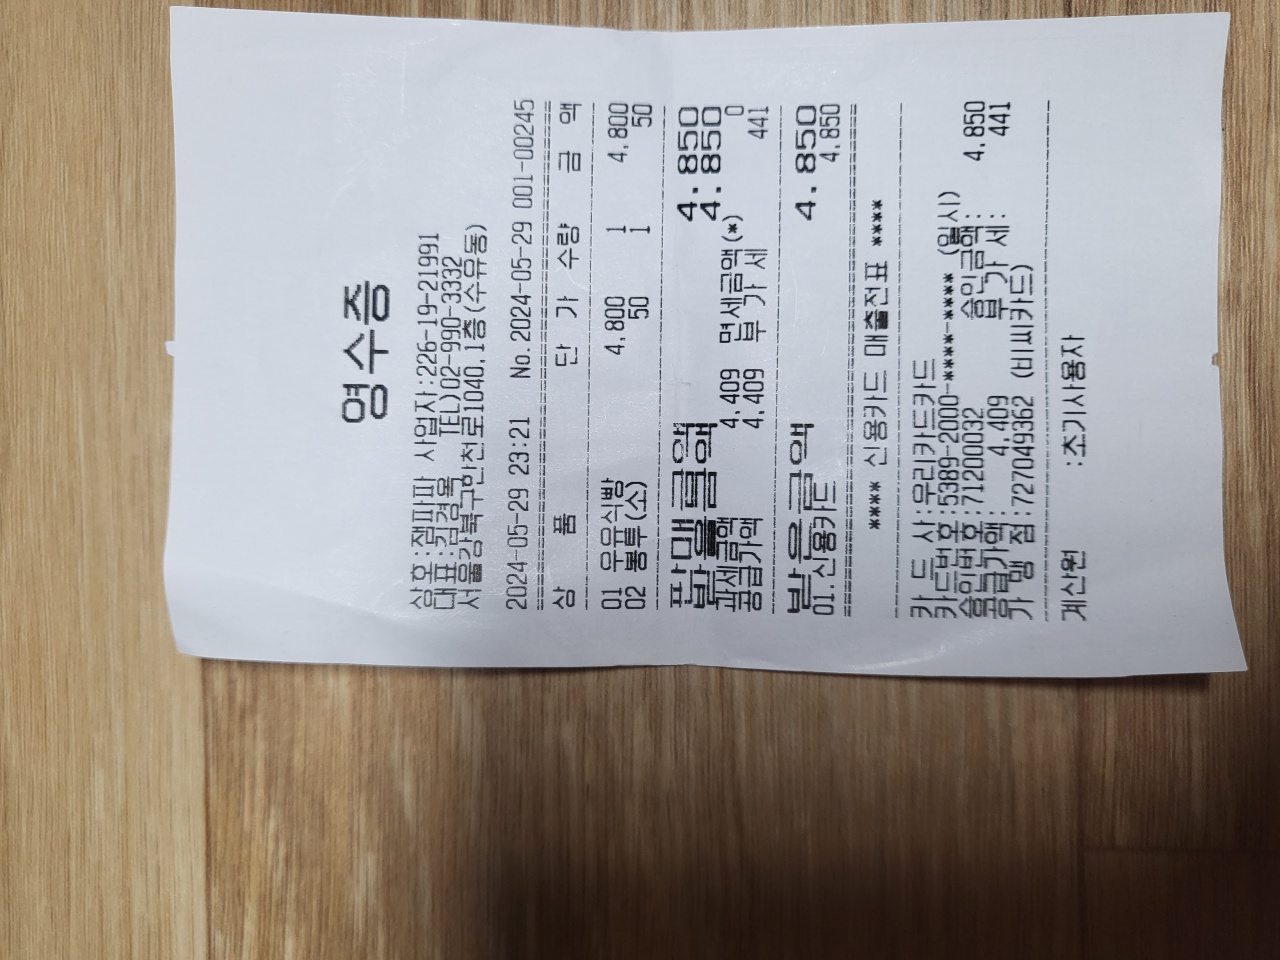 영수증
상호:잼파파 사업자:226-19-21991
대표:김경목 TEL)02-990-3332
서울강북구한천로1040,1층(수유동)
2024-05-29 23:21 No.2024-05-29 001-00245
상 품 단 가 수량 금 액
01 우유식빵 4,800 1 4,800
02 봉투(소) 50 1 50
판매금액 4.850
받을금액 4.850
과세금액 4,409 면세금액(*) 0
공급가액 4,409 부 가 세 441
받은금액 4.850
01.신용카드 4,850
**** 신용카드 매출전표 ****
카 드 사:우리카드카드
카드번호:5389-2000-****-****(일시)
승인번호:71200032 승인금액: 4,850
공급가액: 4,409 부 가 세: 441
가 맹 점:727049362 (비씨카드)
계산원 :초기사용자